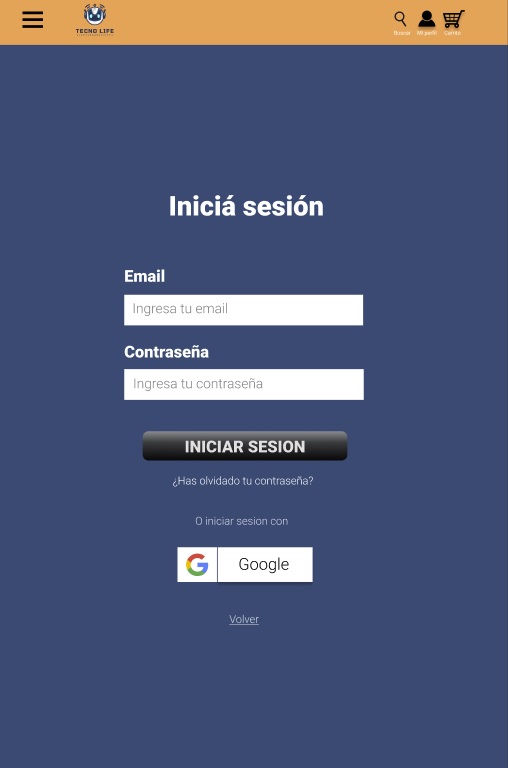 TECNO LIFE
Buscar
Mi perfil
Carrito
Iniciá sesión
Email
Ingresa tu email
Contraseña
Ingresa tu contraseña
INICIAR SESION
¿Has olvidado tu contraseña?
O iniciar sesion con
Google
Volver